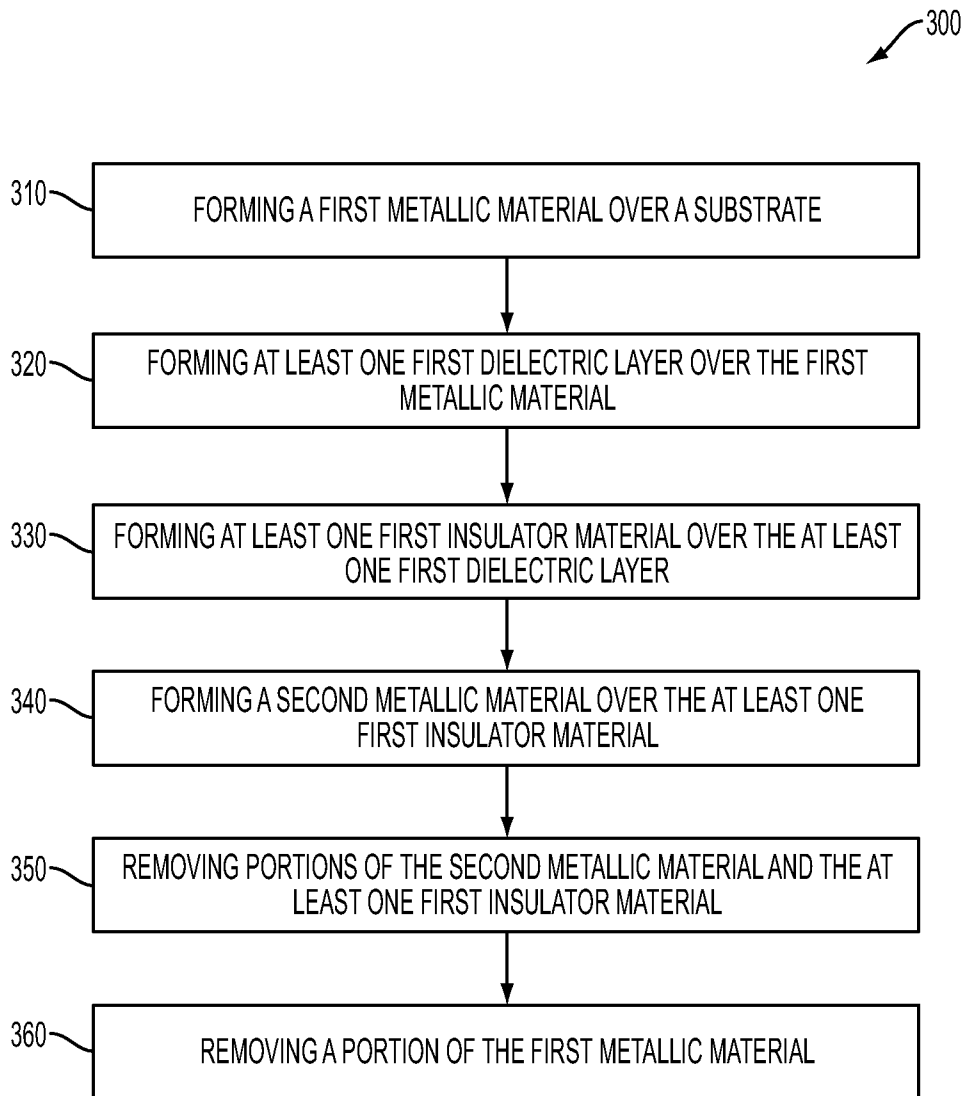 300
310
FORMING A FIRST METALLIC MATERIAL OVER A SUBSTRATE
320
FORMING AT LEAST ONE FIRST DIELECTRIC LAYER OVER THE FIRST
METALLIC MATERIAL
330
FORMING AT LEAST ONE FIRST INSULATOR MATERIAL OVER THE AT LEAST
ONE FIRST DIELECTRIC LAYER
340
FORMING A SECOND METALLIC MATERIAL OVER THE AT LEAST ONE
FIRST INSULATOR MATERIAL
350
REMOVING PORTIONS OF THE SECOND METALLIC MATERIAL AND THE AT
LEAST ONE FIRST INSULATOR MATERIAL
360
REMOVING A PORTION OF THE FIRST METALLIC MATERIAL